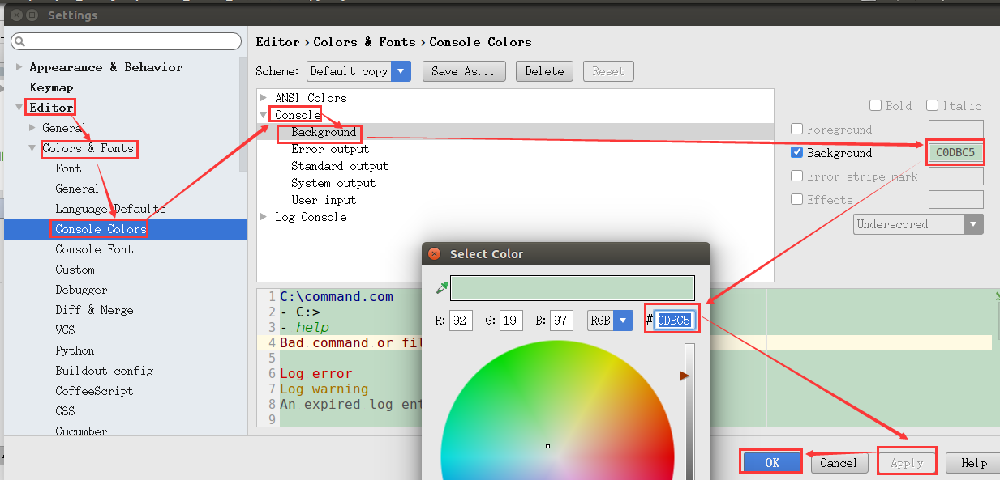 Settings
Editor › Colors & Fonts › Console Colors
Appearance & Behavior
Keymap
Editor
General
Colors & Fonts
Font
General
Language Defaults
Console Colors
Console Font
Custom
Debugger
Diff & Merge
VCS
Python
Buildout config
CoffeeScript
CSS
Cucumber
Scheme: Default copy Save As... Delete Reset
ANSI Colors
Console
Background
Error output
Standard output
System output
User input
Log Console
Bold Italic
Foreground
Background C0DBC5
Error stripe mark
Effects
Underscored
1 C:\command.com
2 - C:>
3 - help
4 Bad command or fil
5
6 Log error
7 Log warning
8 An expired log ent
9
Select Color
R: 92 G: 19 B: 97 RGB # 0DBC5
OK Cancel Apply Help